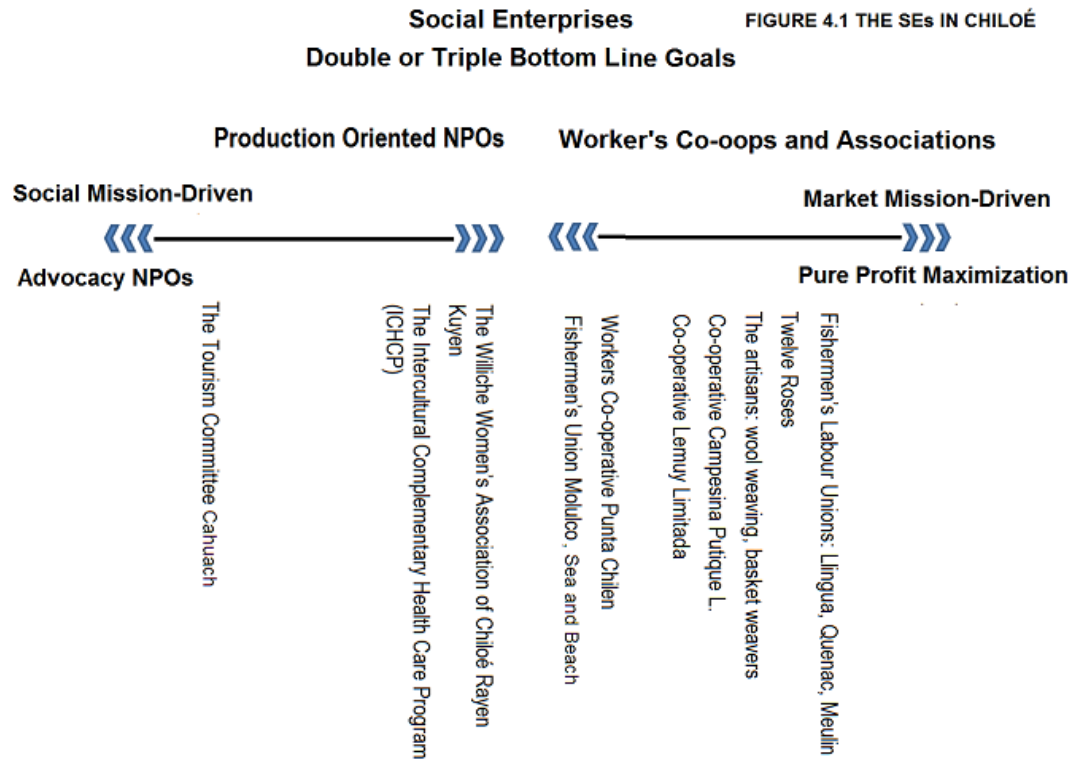 Social Enterprises
FIGURE 4.1 THE SEs IN CHILOÉ
Double or Triple Bottom Line Goals
Production Oriented NPOs
Worker's Co-oops and Associations
Social Mission-Driven
Market Mission-Driven
Advocacy NPOs
Pure Profit Maximization
The Tourism Committee Cahuach
The Intercultural Complementary Health Care Program
(ICHCP)
The Williche Women's Association of Chiloé Rayen
Kuyen
Fishermen's Union Molulco , Sea and Beach
Workers Co-operative Punta Chilen
Co-operative Lemuy Limitada
Co-operative Campesina Putique L.
The artisans: wool weaving, basket weavers
Twelve Roses
Fishermen's Labour Unions: Llingua, Quenac, Meulin